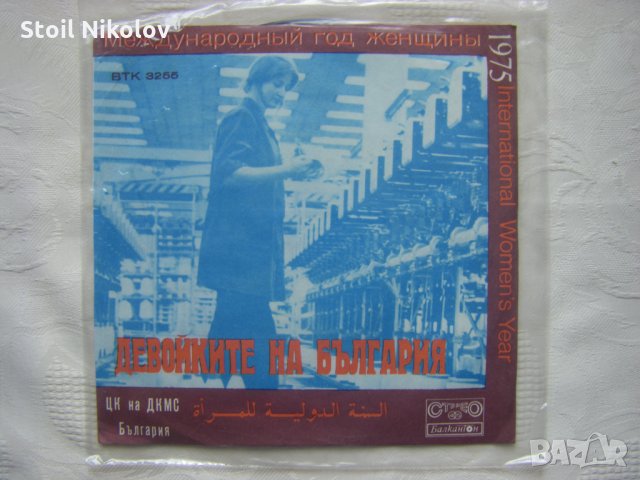 Stoil Nikolov
Международный год женщины
1975 International Women's Year
ВТК 3255
ДЕВОЙКИТЕ НА БЪЛГАРИЯ
ЦК на ДКМС
България
السنة الدولية للمرأة
СТЕРЕО
Балкантон
bazar